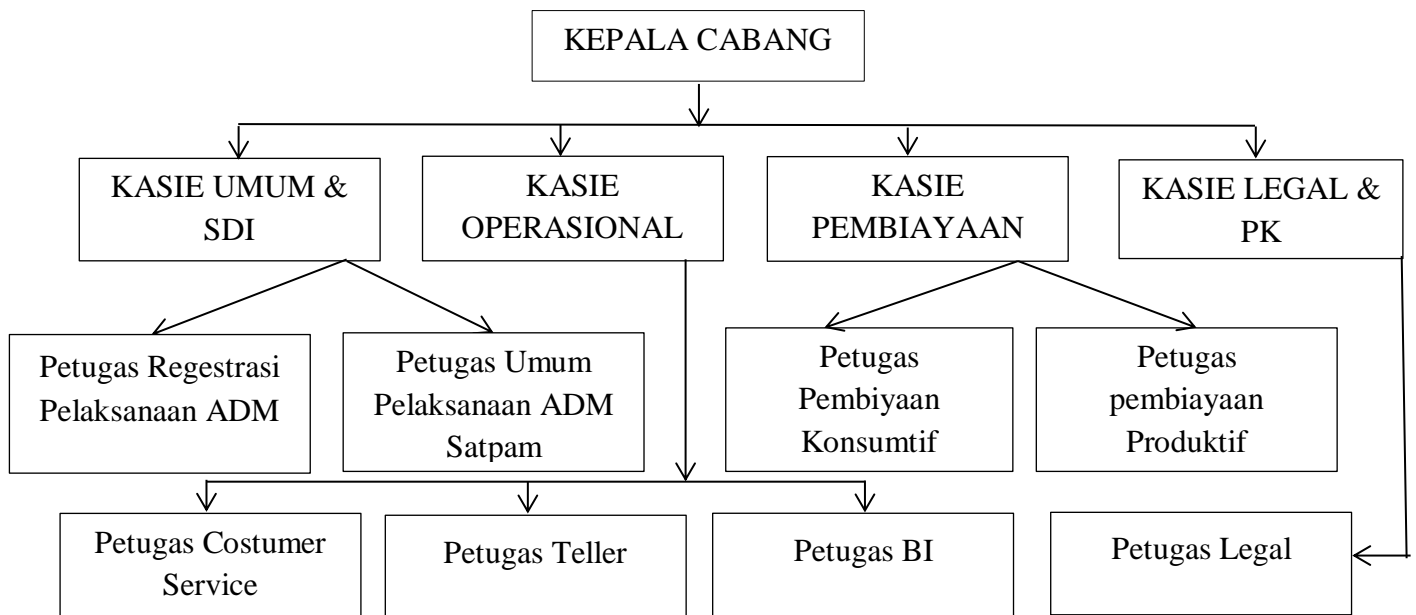 KEPALA CABANG
KASIE UMUM &
SDI
KASIE
OPERASIONAL
KASIE
PEMBIAYAAN
KASIE LEGAL &
PK
Petugas Regestrasi
Pelaksanaan ADM
Petugas Umum
Pelaksanaan ADM
Satpam
Petugas
Pembiyaan
Konsumtif
Petugas
pembiayaan
Produktif
Petugas Costumer
Service
Petugas Teller
Petugas BI
Petugas Legal